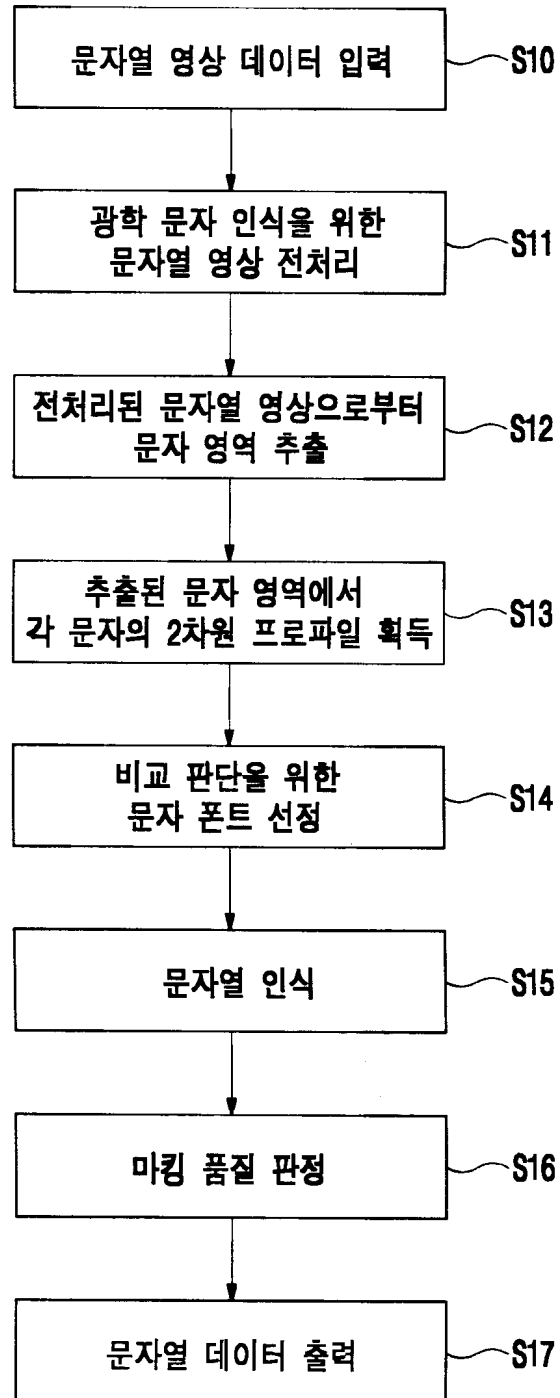 문자열 영상 데이터 입력
S10
광학 문자 인식을 위한
문자열 영상 전처리
S11
전처리된 문자열 영상으로부터
문자 영역 추출
S12
추출된 문자 영역에서
각 문자의 2차원 프로파일 획득
S13
비교 판단을 위한
문자 폰트 선정
S14
문자열 인식
S15
마킹 품질 판정
S16
문자열 데이터 출력
S17